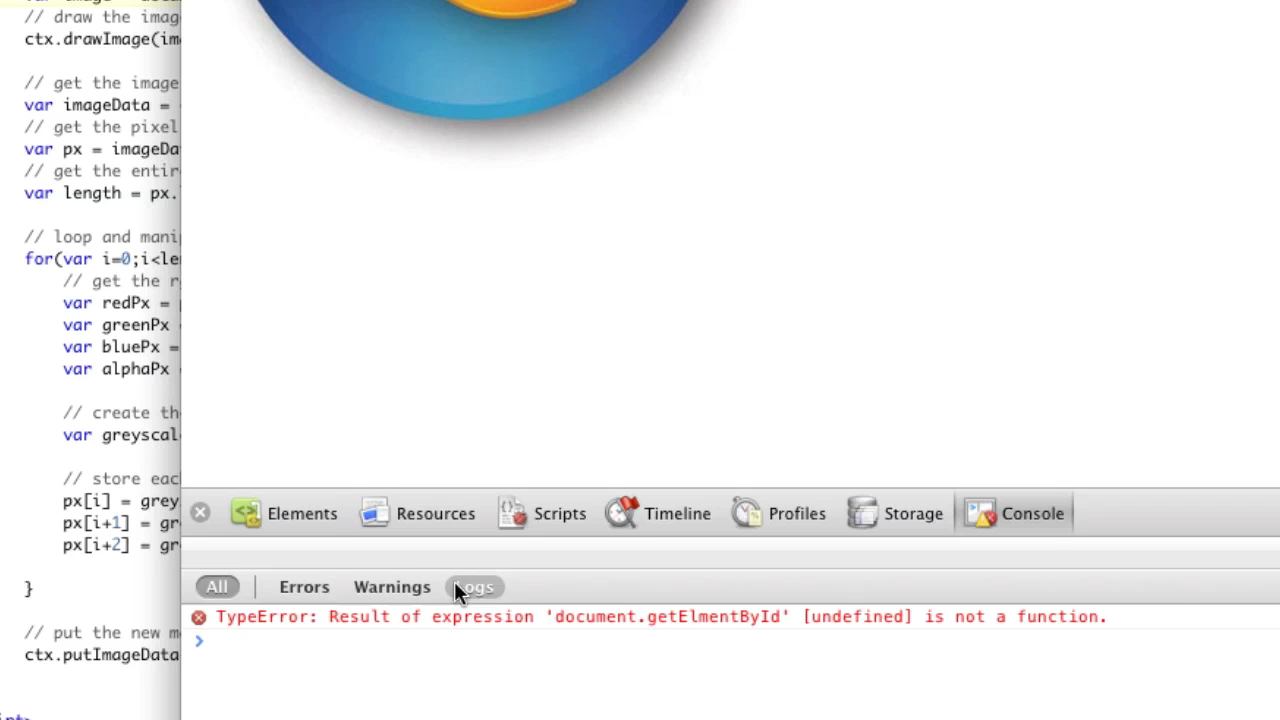 // draw the imag
ctx.drawImage(im
// get the image
var imageData =
// get the pixel
var px = imageDa
// get the entir
var length = px.
// loop and mani
for(var i=0;i<le
// get the r
var redPx =
var greenPx
var bluePx =
var alphaPx
// create th
var greyscal
// store eac
px[i] = grey
px[i+1] = gr
px[i+2] = gr
}
// put the new m
ctx.putImageData
Elements Resources Scripts Timeline Profiles Storage Console
All Errors Warnings Logs
TypeError: Result of expression 'document.getElmentById' [undefined] is not a function.